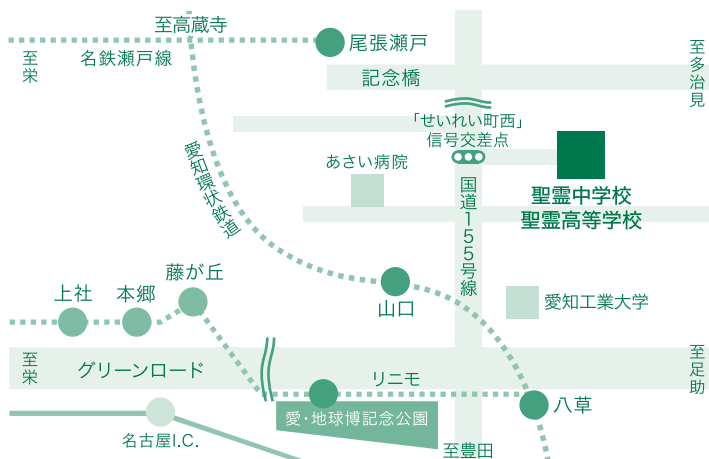 至高蔵寺
尾張瀬戸
名鉄瀬戸線
至栄
至多治見
記念橋
「せいれい町西」
信号交差点
あさい病院
愛知環状鉄道
国道155号線
聖霊中学校
聖霊高等学校
藤が丘
上社
本郷
山口
愛知工業大学
至栄
グリーンロード
リニモ
至足助
八草
愛・地球博記念公園
名古屋I.C.
至豊田